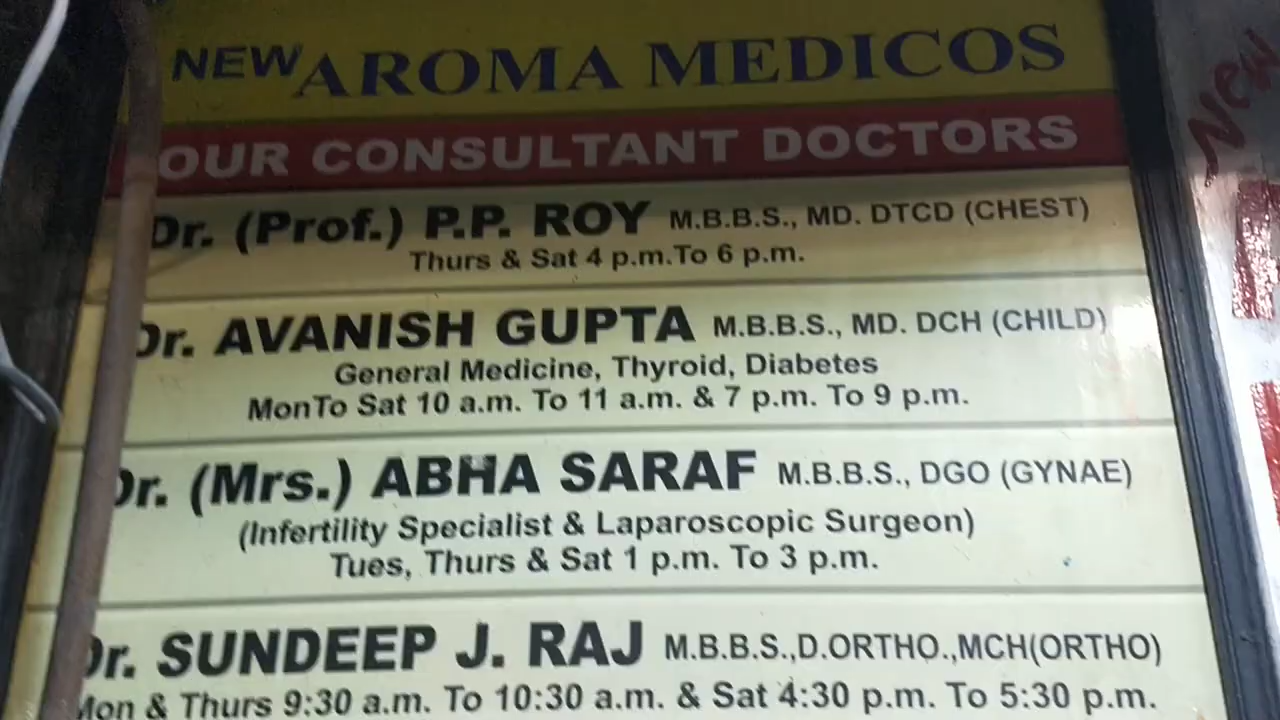 NEW AROMA MEDICOS
OUR CONSULTANT DOCTORS
Dr. (Prof.) P.P. ROY M.B.B.S., MD. DTCD (CHEST)
Thurs & Sat 4 p.m.To 6 p.m.
Dr. AVANISH GUPTA M.B.B.S., MD. DCH (CHILD)
General Medicine, Thyroid, Diabetes
MonTo Sat 10 a.m. To 11 a.m. & 7 p.m. To 9 p.m.
Dr. (Mrs.) ABHA SARAF M.B.B.S., DGO (GYNAE)
(Infertility Specialist & Laparoscopic Surgeon)
Tues, Thurs & Sat 1 p.m. To 3 p.m.
Dr. SUNDEEP J. RAJ M.B.B.S.,D.ORTHO.,MCH(ORTHO)
Mon & Thurs 9:30 a.m. To 10:30 a.m. & Sat 4:30 p.m. To 5:30 p.m.
New